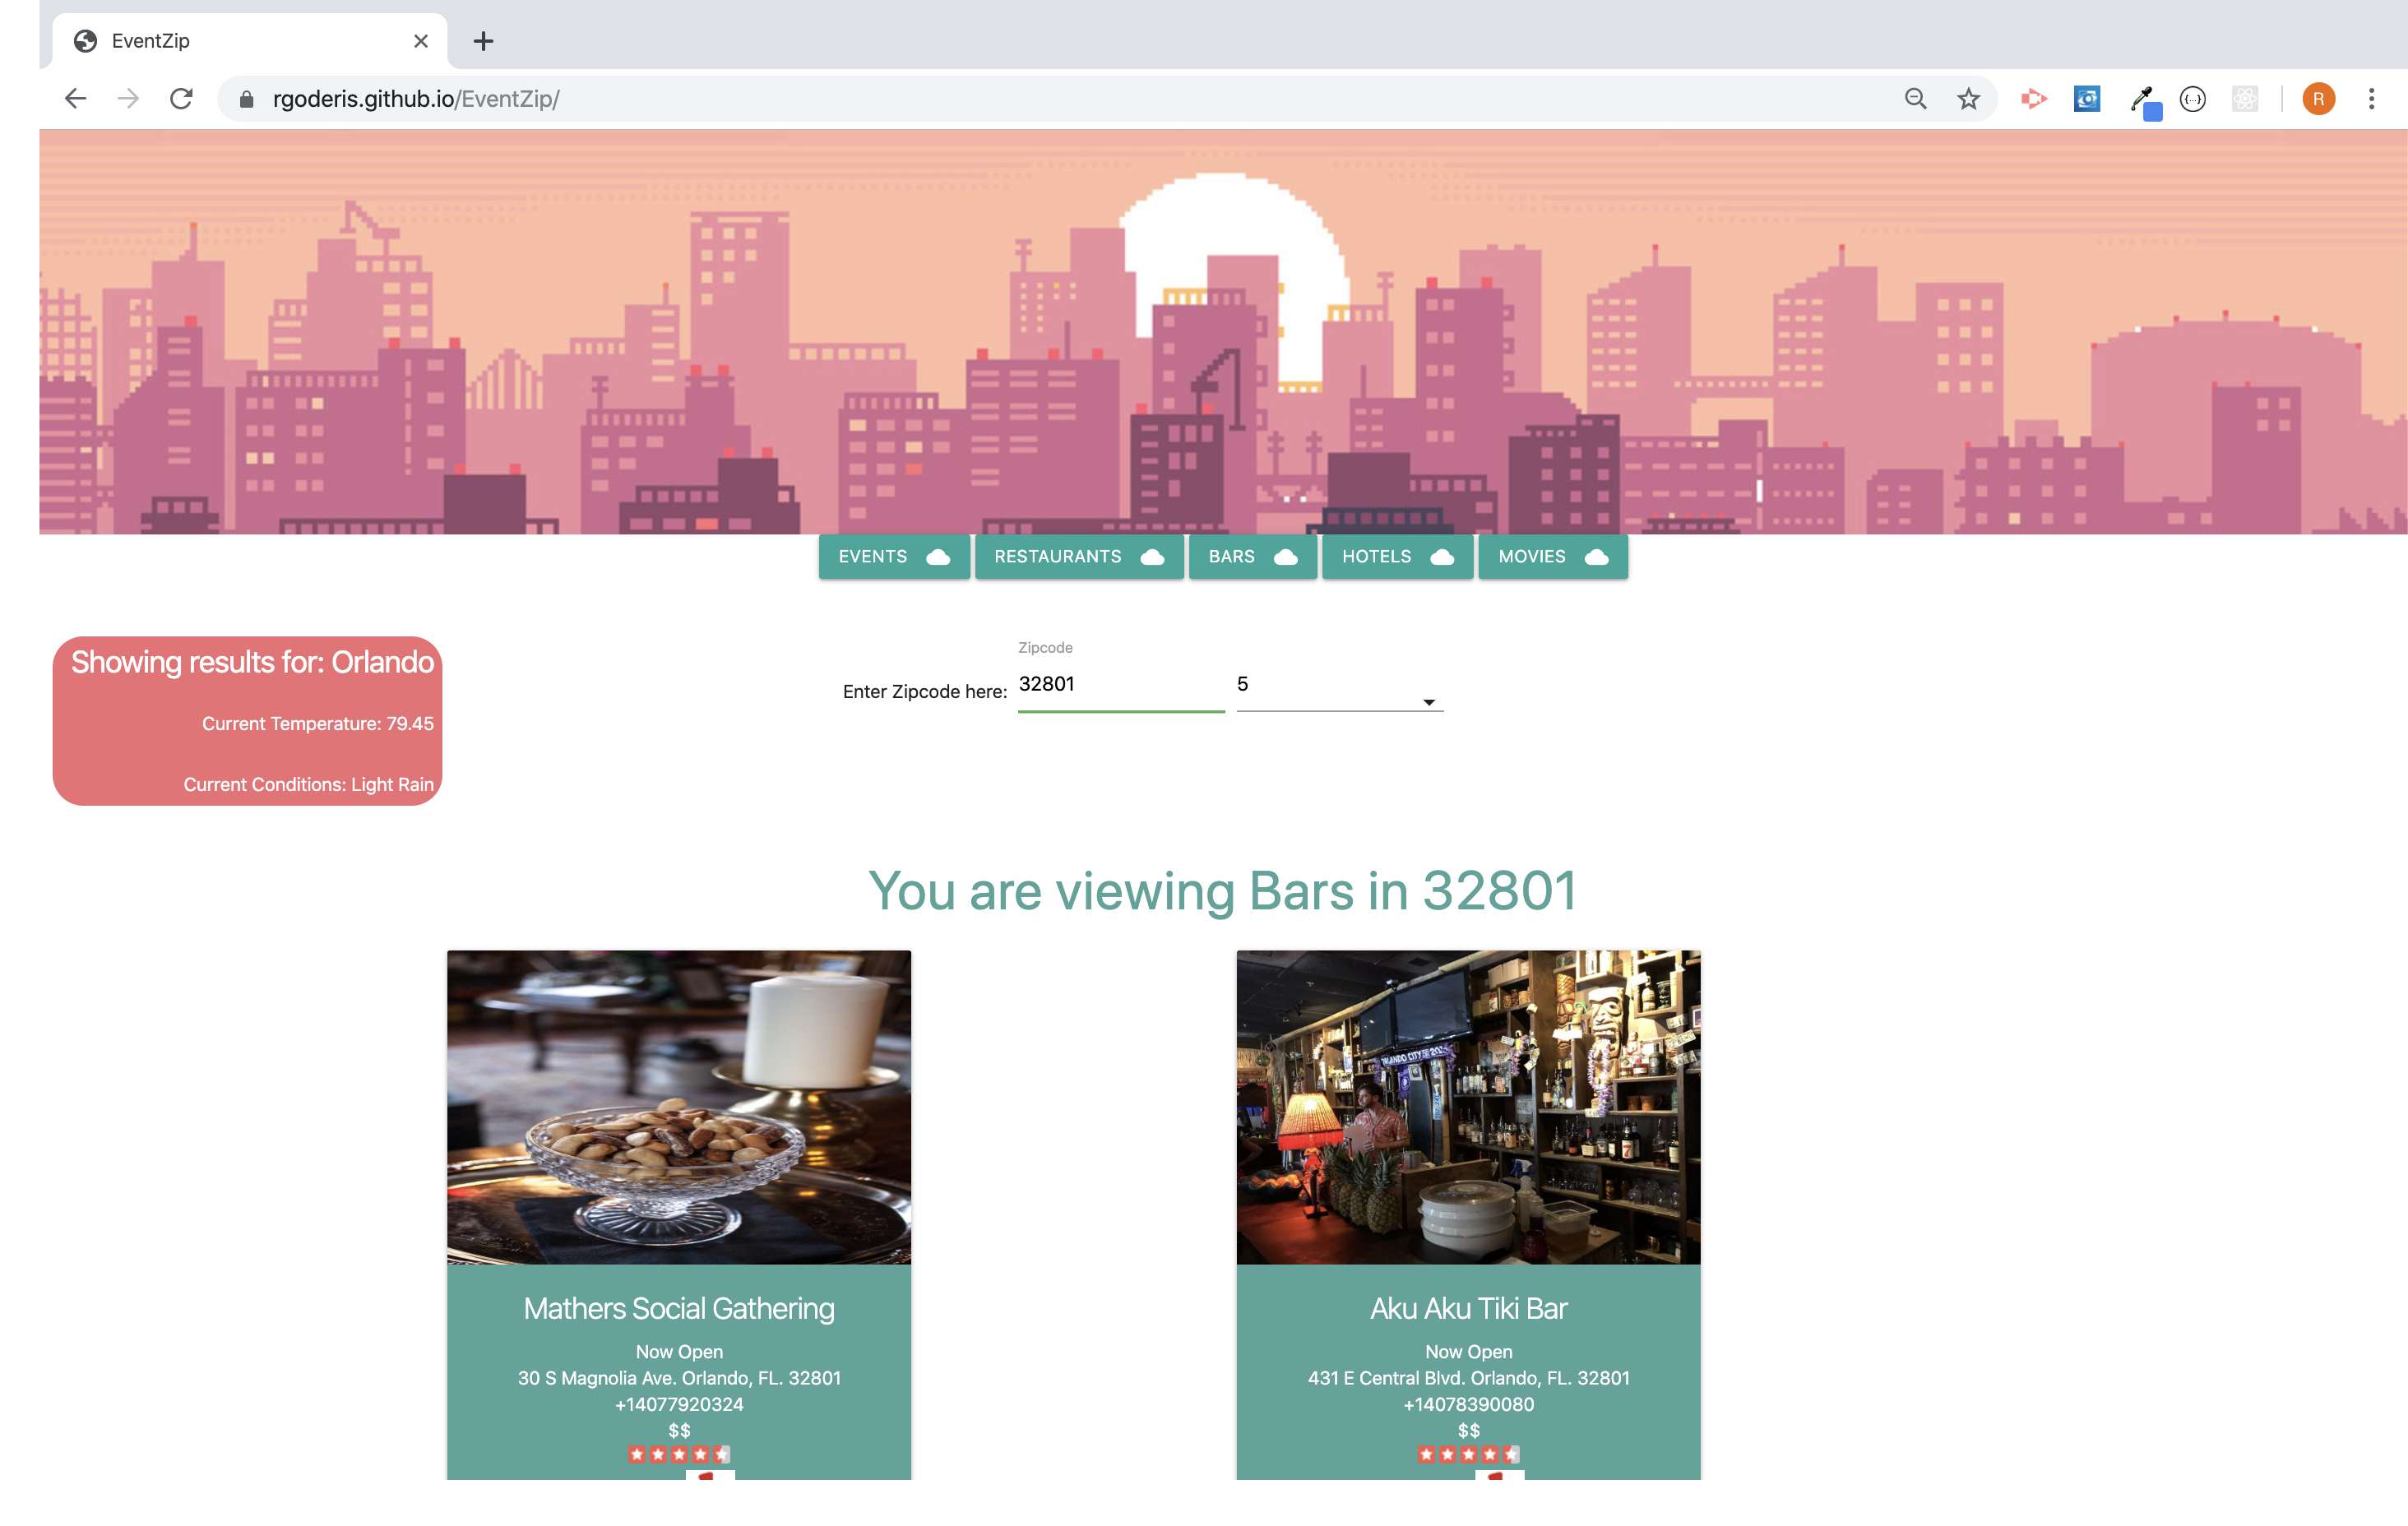 EventZip
rgoderis.github.io/EventZip/
R
EVENTS RESTAURANTS BARS HOTELS MOVIES
Showing results for: Orlando
Current Temperature: 79.45
Current Conditions: Light Rain
Zipcode
Enter Zipcode here: 32801 5
You are viewing Bars in 32801
ORLANDO CITY
Mathers Social Gathering
Now Open
30 S Magnolia Ave. Orlando, FL. 32801
+14077920324
$$
Aku Aku Tiki Bar
Now Open
431 E Central Blvd. Orlando, FL. 32801
+14078390080
$$